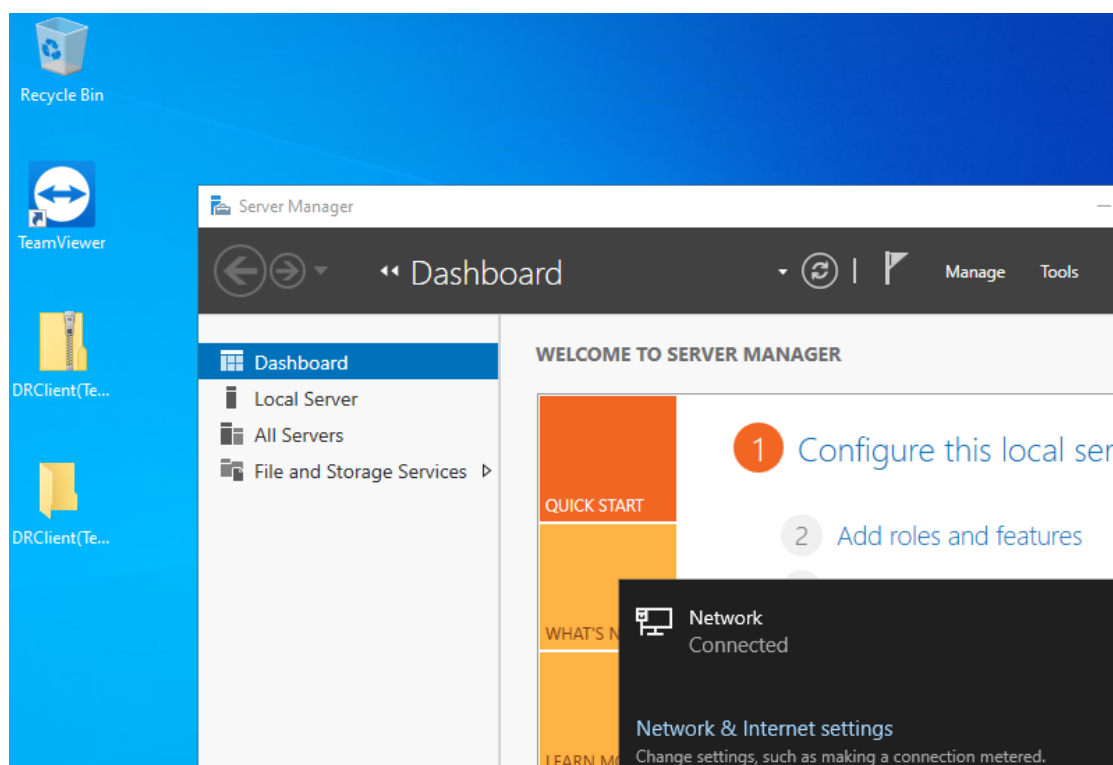 Recycle Bin
TeamViewer
DRClient(Te...
DRClient(Te...
Server Manager
Dashboard
Manage
Tools
Dashboard
Local Server
All Servers
File and Storage Services
WELCOME TO SERVER MANAGER
QUICK START
1 Configure this local ser
2 Add roles and features
WHAT'S N
LEARN MO
Network
Connected
Network & Internet settings
Change settings, such as making a connection metered.